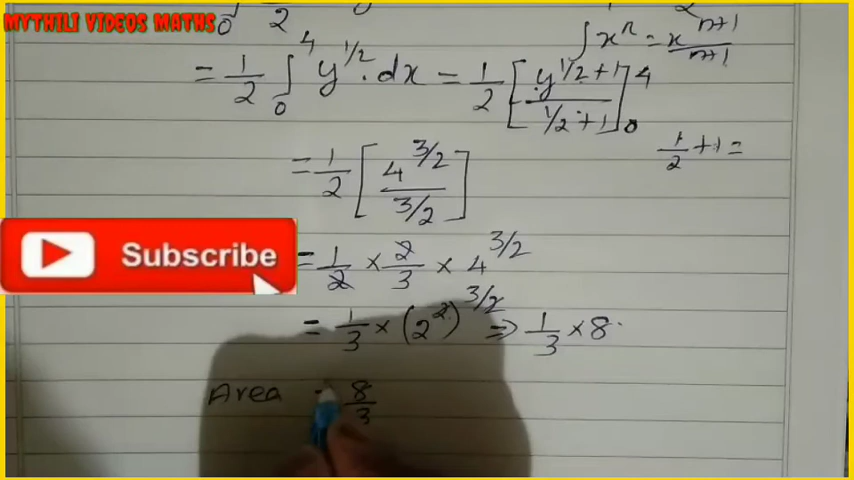 MYTHILI VIDEOS MATHS
∫ xⁿ = xⁿ⁺¹/n+1
= 1/2 ∫₀⁴ y^1/2 . dx = 1/2 [y^1/2+1 / 1/2+1]₀⁴
1/2 + 1 =
= 1/2 [4^3/2 / 3/2]
Subscribe
= 1/2 × 2/3 × 4^3/2
= 1/3 × (2²)^3/2 ⇒ 1/3 × 8
Area = 8/3